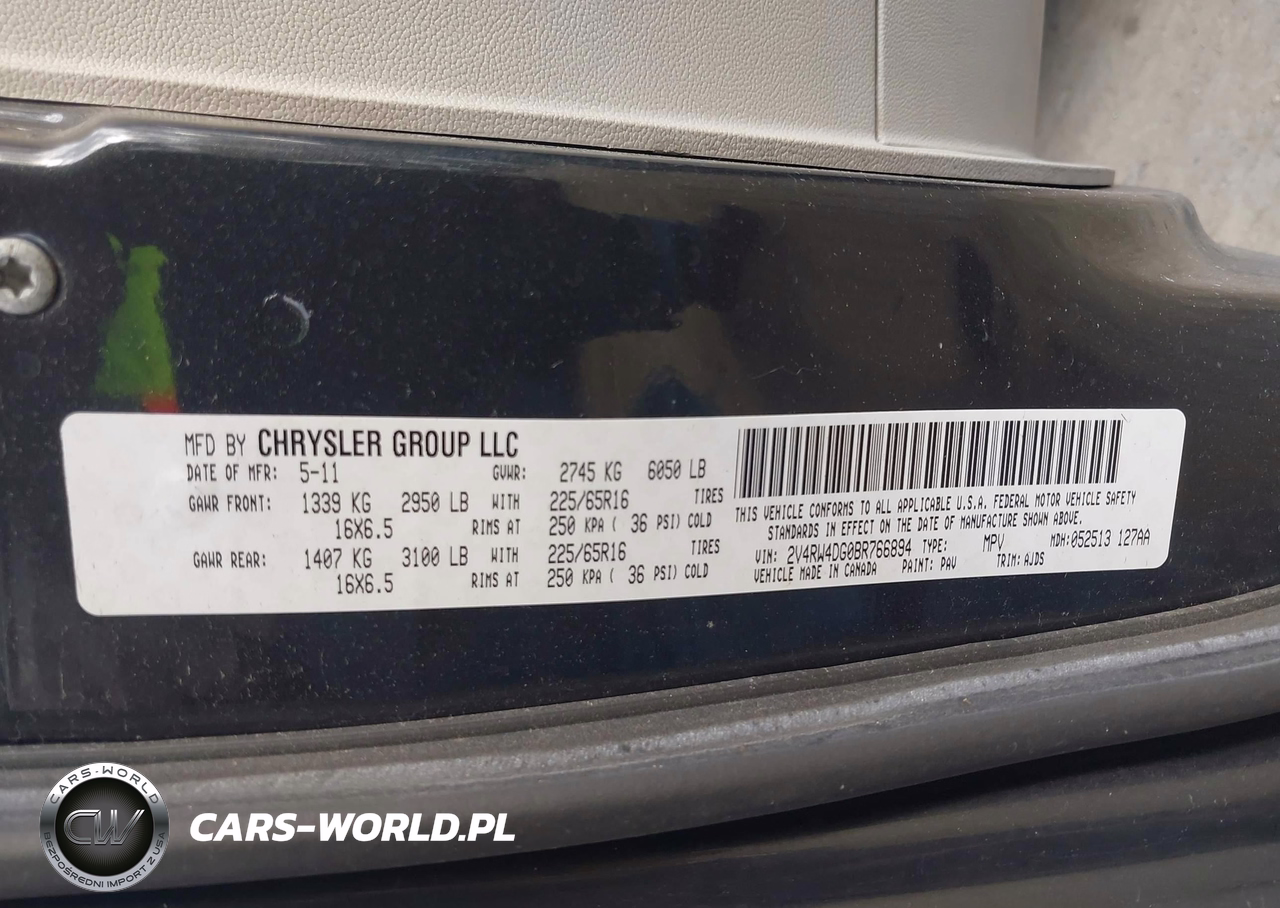 MFD BY CHRYSLER GROUP LLC
DATE OF MFR: 5-11 GVWR: 2745 KG 6050 LB
GAWR FRONT: 1339 KG 2950 LB WITH 225/65R16 TIRES
16X6.5 RIMS AT 250 KPA ( 36 PSI) COLD
GAWR REAR: 1407 KG 3100 LB WITH 225/65R16 TIRES
16X6.5 RIMS AT 250 KPA ( 36 PSI) COLD
THIS VEHICLE CONFORMS TO ALL APPLICABLE U.S.A. FEDERAL MOTOR VEHICLE SAFETY
STANDARDS IN EFFECT ON THE DATE OF MANUFACTURE SHOWN ABOVE.
VIN: 2V4RW4DG0BR766894 TYPE: MPV MDH: 052513 127AA
VEHICLE MADE IN CANADA PAINT: PAV TRIM: AJDS
CARS-WORLD
CW
BEZPOŚREDNI IMPORT Z USA
CARS-WORLD.PL